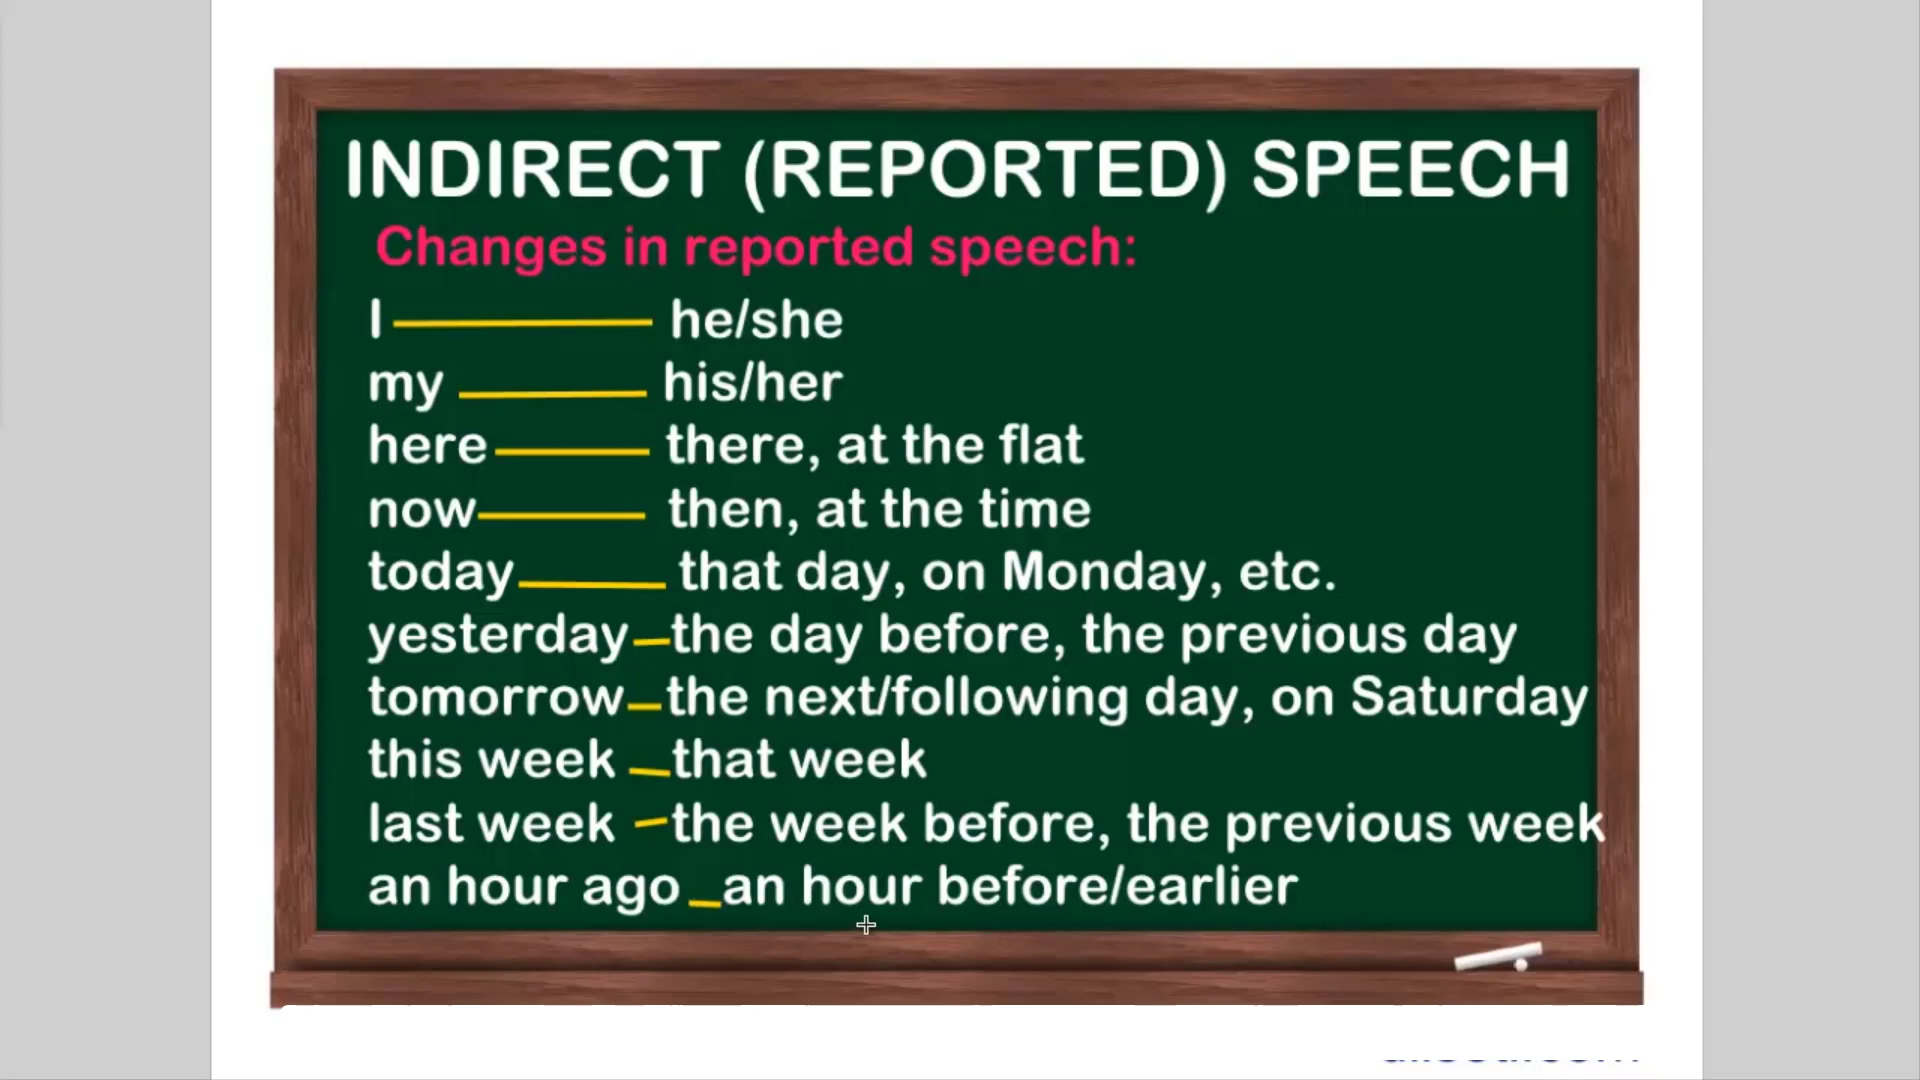 INDIRECT (REPORTED) SPEECH
Changes in reported speech:
I he/she
my his/her
here there, at the flat
now then, at the time
today that day, on Monday, etc.
yesterday the day before, the previous day
tomorrow the next/following day, on Saturday
this week that week
last week the week before, the previous week
an hour ago an hour before/earlier